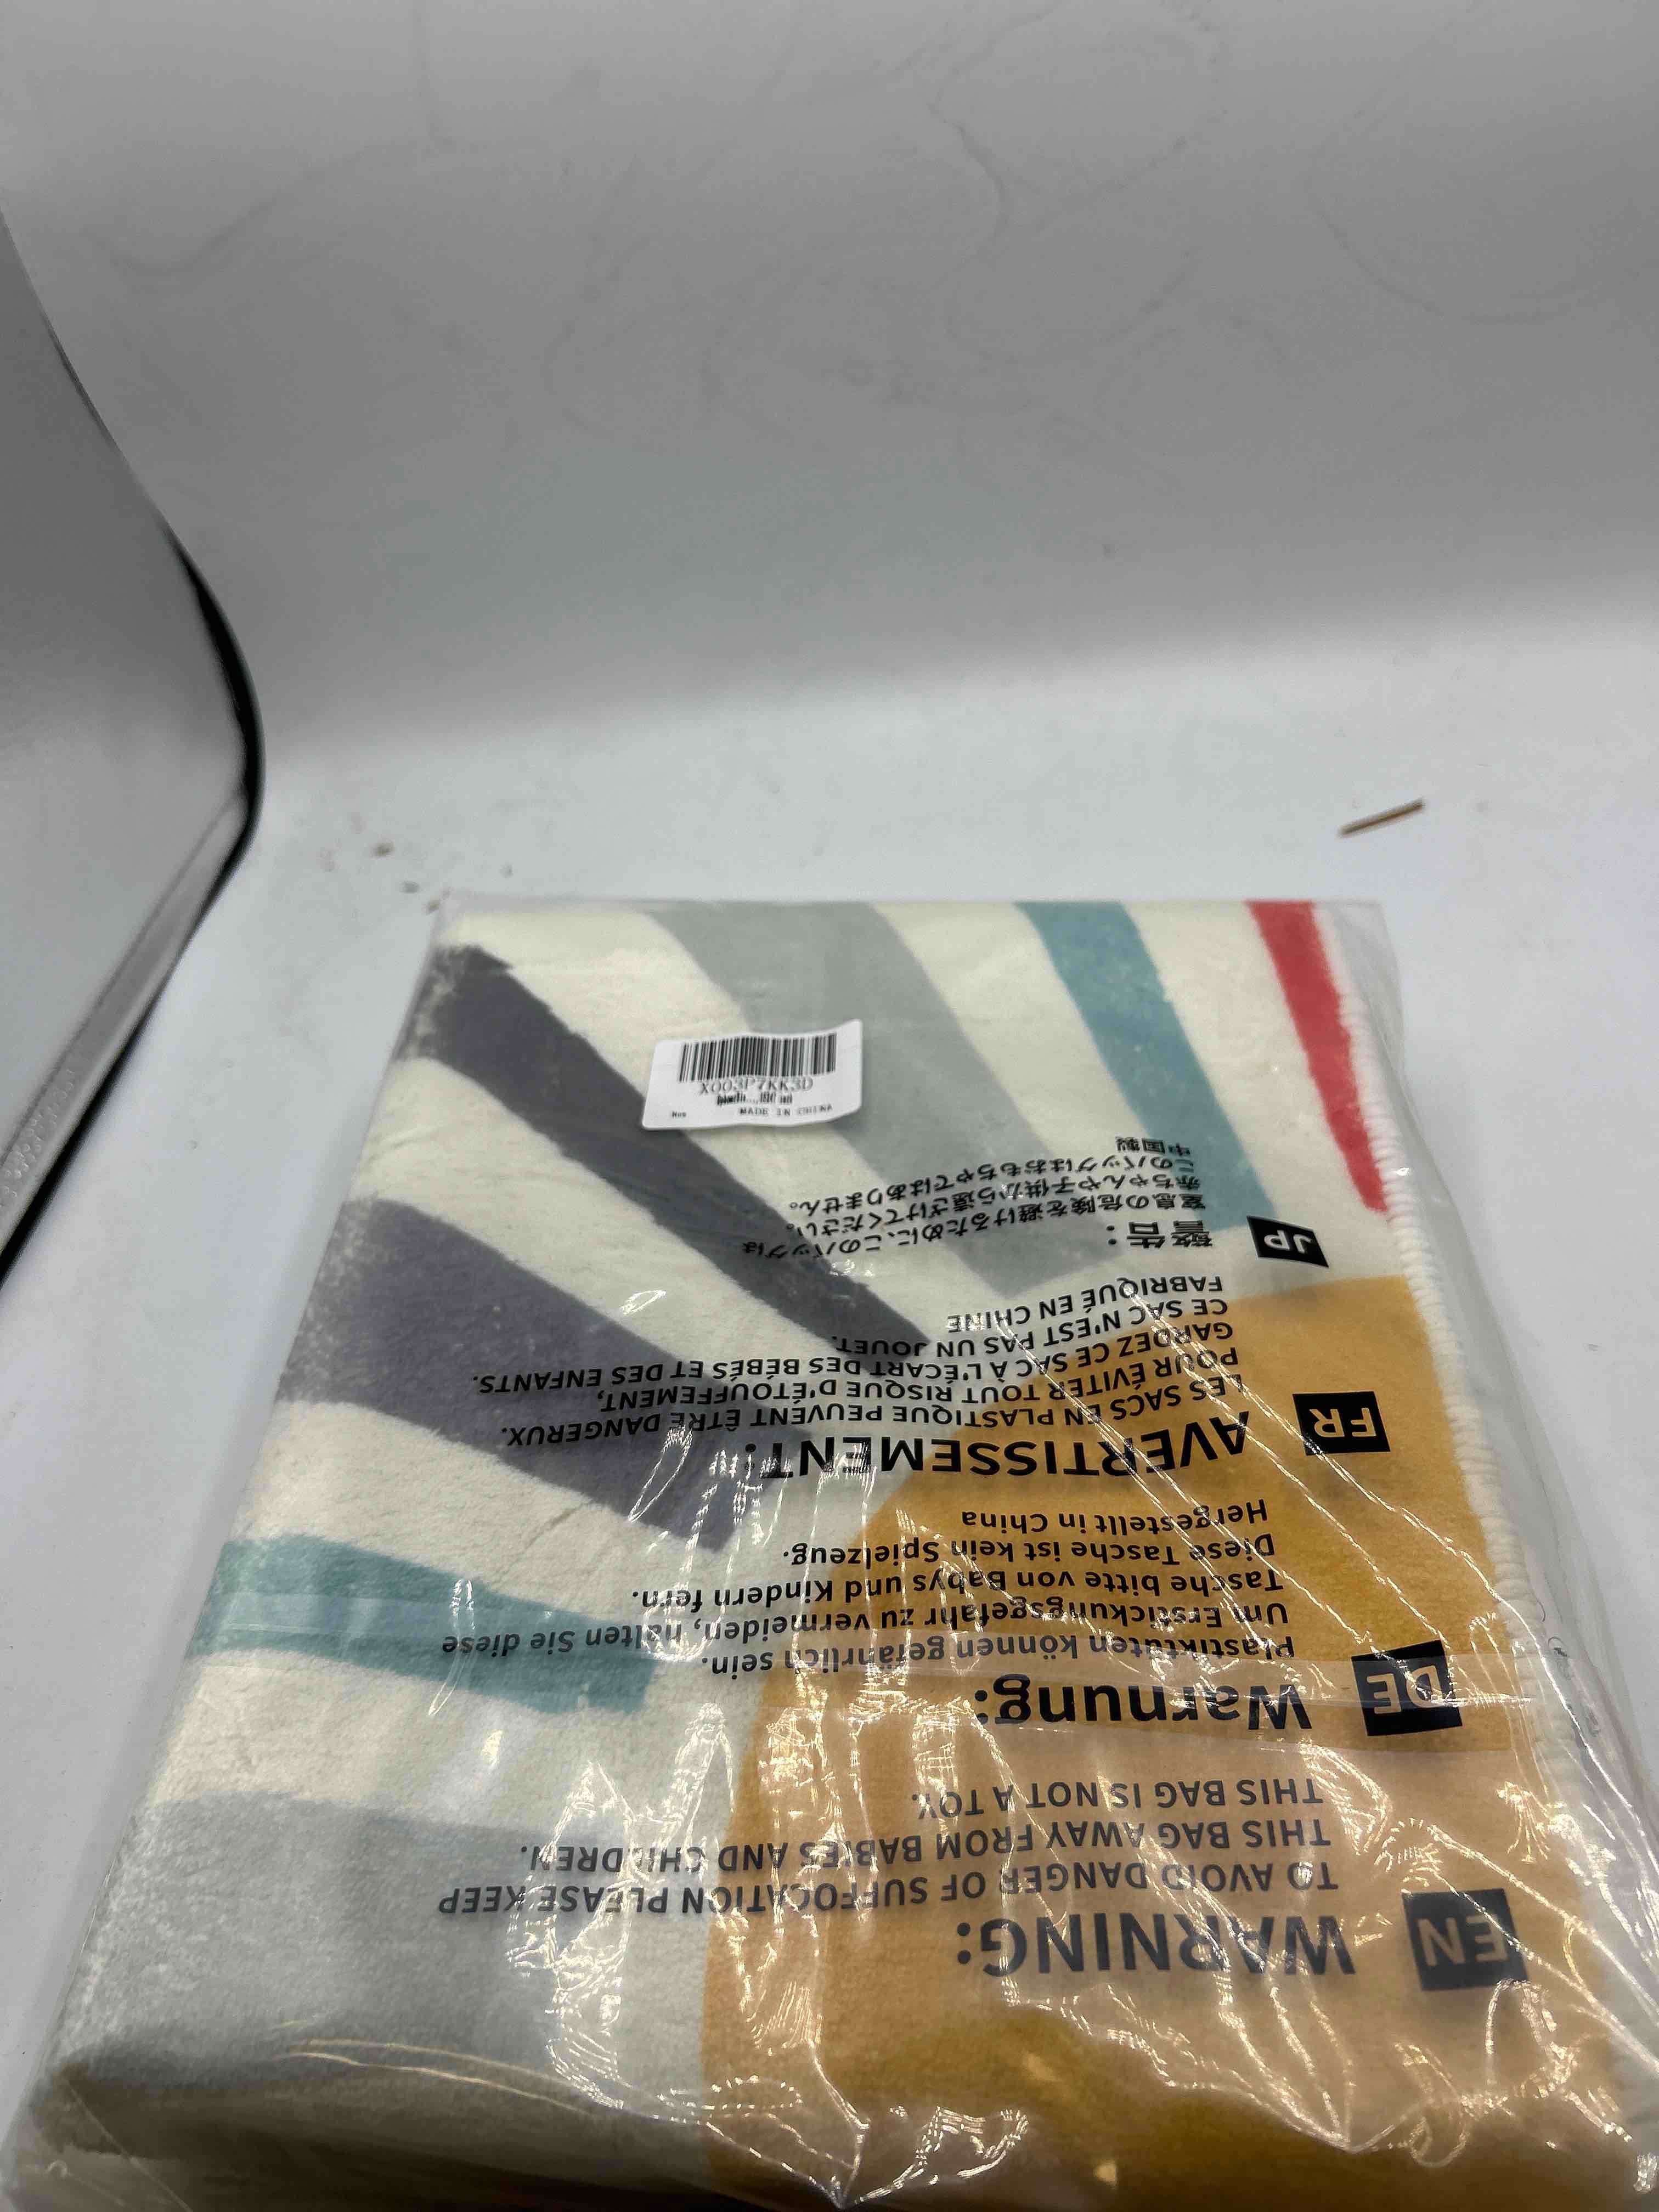 X003P7KK3D
New
MADE IN CHINA
EN
WARNING:
TO AVOID DANGER OF SUFFOCATION PLEASE KEEP
THIS BAG AWAY FROM BABIES AND CHILDREN.
THIS BAG IS NOT A TOY.
DE
Warnung:
Plastiktüten können gefährlich sein.
Um Erstickungsgefahr zu vermeiden, halten Sie diese
Tasche bitte von Babys und Kindern fern.
Diese Tasche ist kein Spielzeug.
Hergestellt in China
FR
AVERTISSEMENT:
LES SACS EN PLASTIQUE PEUVENT ÊTRE DANGERUX.
POUR ÉVITER TOUT RISQUE D'ÉTOUFFEMENT,
GARDEZ CE SAC À L'ÉCART DES BÉBÉS ET DES ENFANTS.
CE SAC N'EST PAS UN JOUET.
FABRIQUÉ EN CHINE
JP
警告：
窒息の危険を避けるために、このバッグは
赤ちゃんや子供から遠ざけてください。
このバッグはおもちゃではありません。
中国製